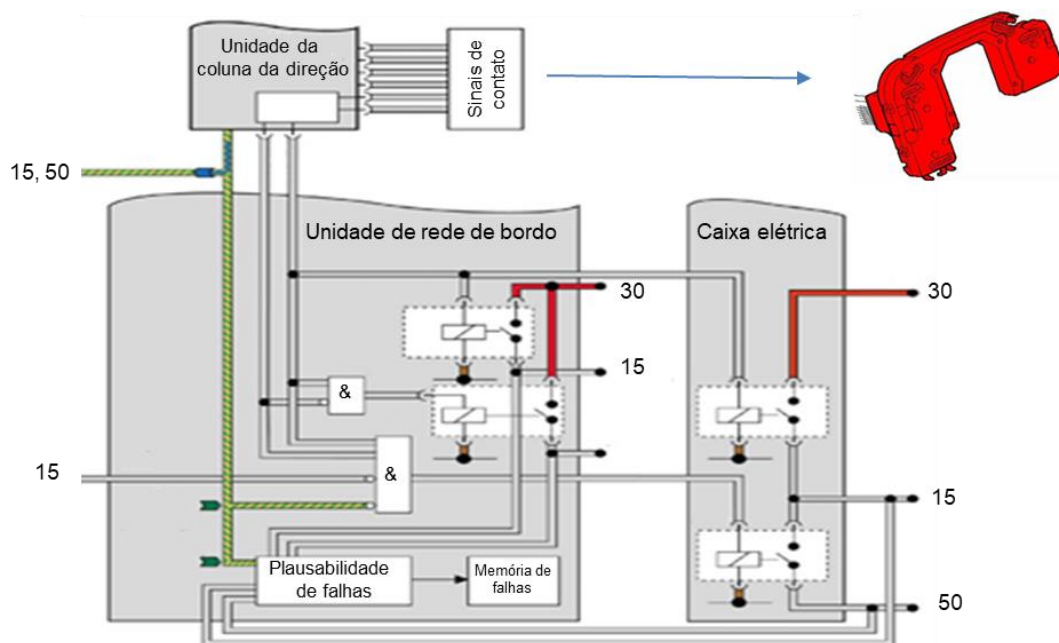 Unidade da
coluna da direção
Sinais de
contato
15, 50
Unidade de rede de bordo
Caixa elétrica
30
30
15
&
&
15
15
Plausabilidade
de falhas
Memória de
falhas
50